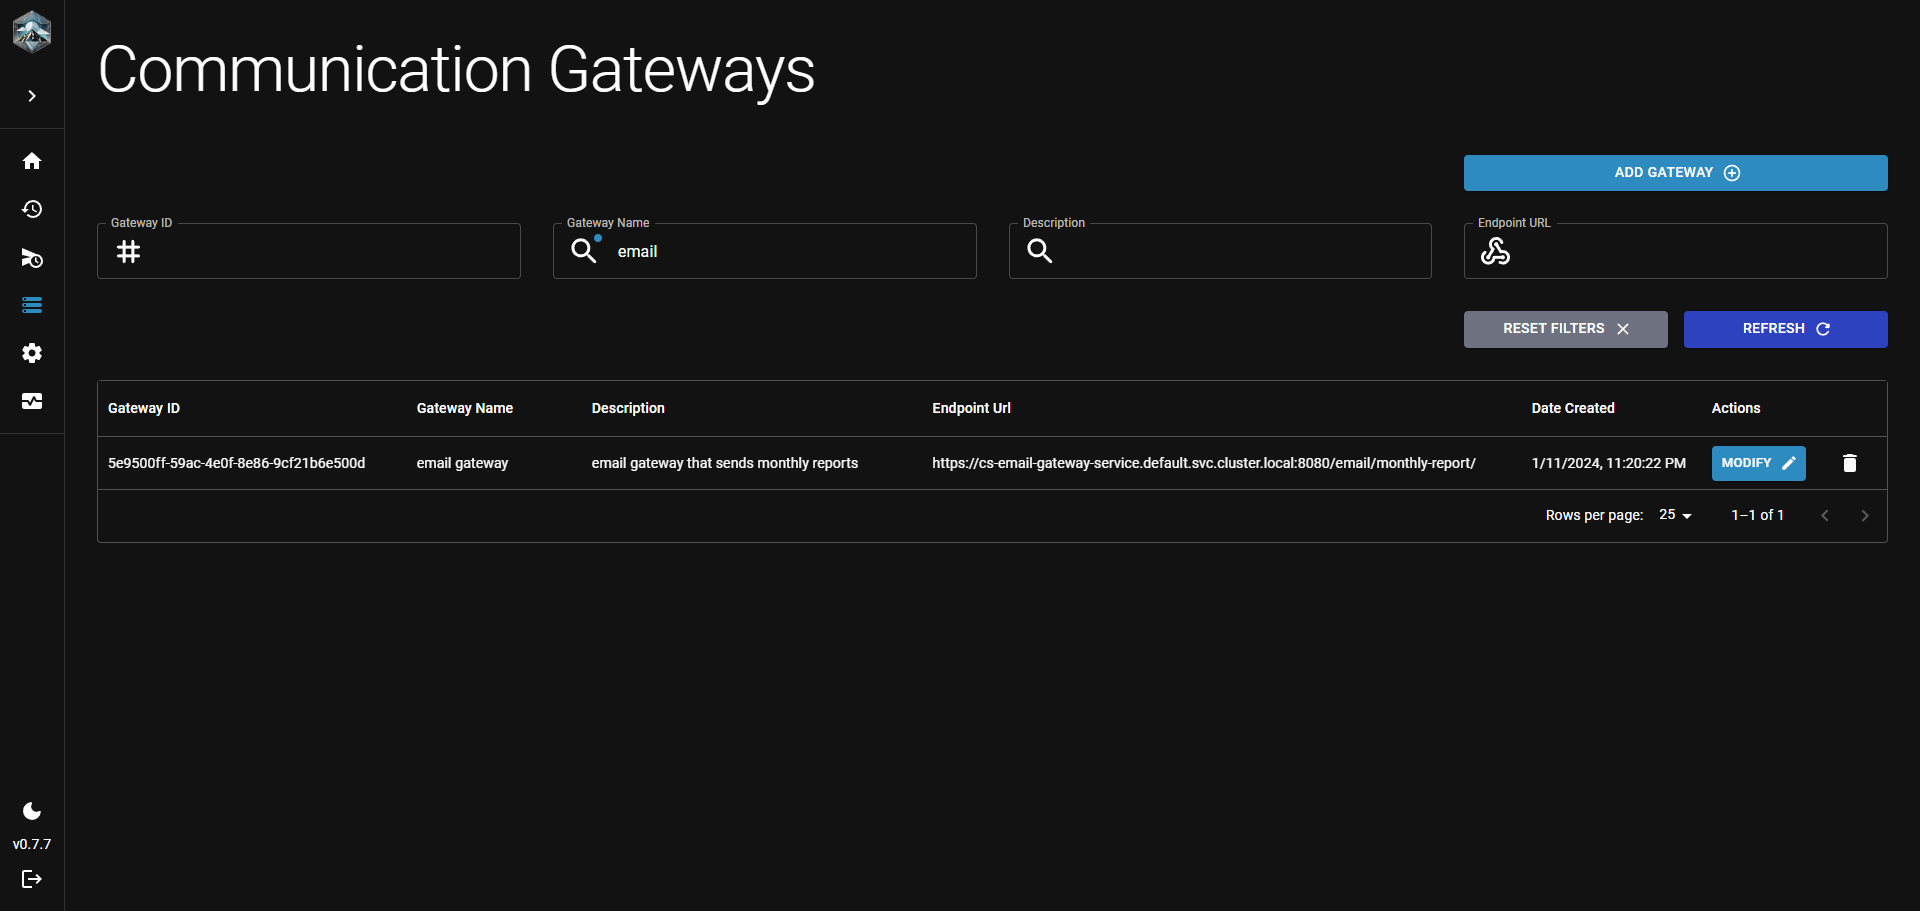 Communication Gateways
ADD GATEWAY
Gateway ID
Gateway Name
email
Description
Endpoint URL
RESET FILTERS
REFRESH
Gateway ID Gateway Name Description Endpoint Url Date Created Actions
5e9500ff-59ac-4e0f-8e86-9cf21b6e500d email gateway email gateway that sends monthly reports https://cs-email-gateway-service.default.svc.cluster.local:8080/email/monthly-report/ 1/11/2024, 11:20:22 PM MODIFY
Rows per page: 25 1–1 of 1
v0.7.7